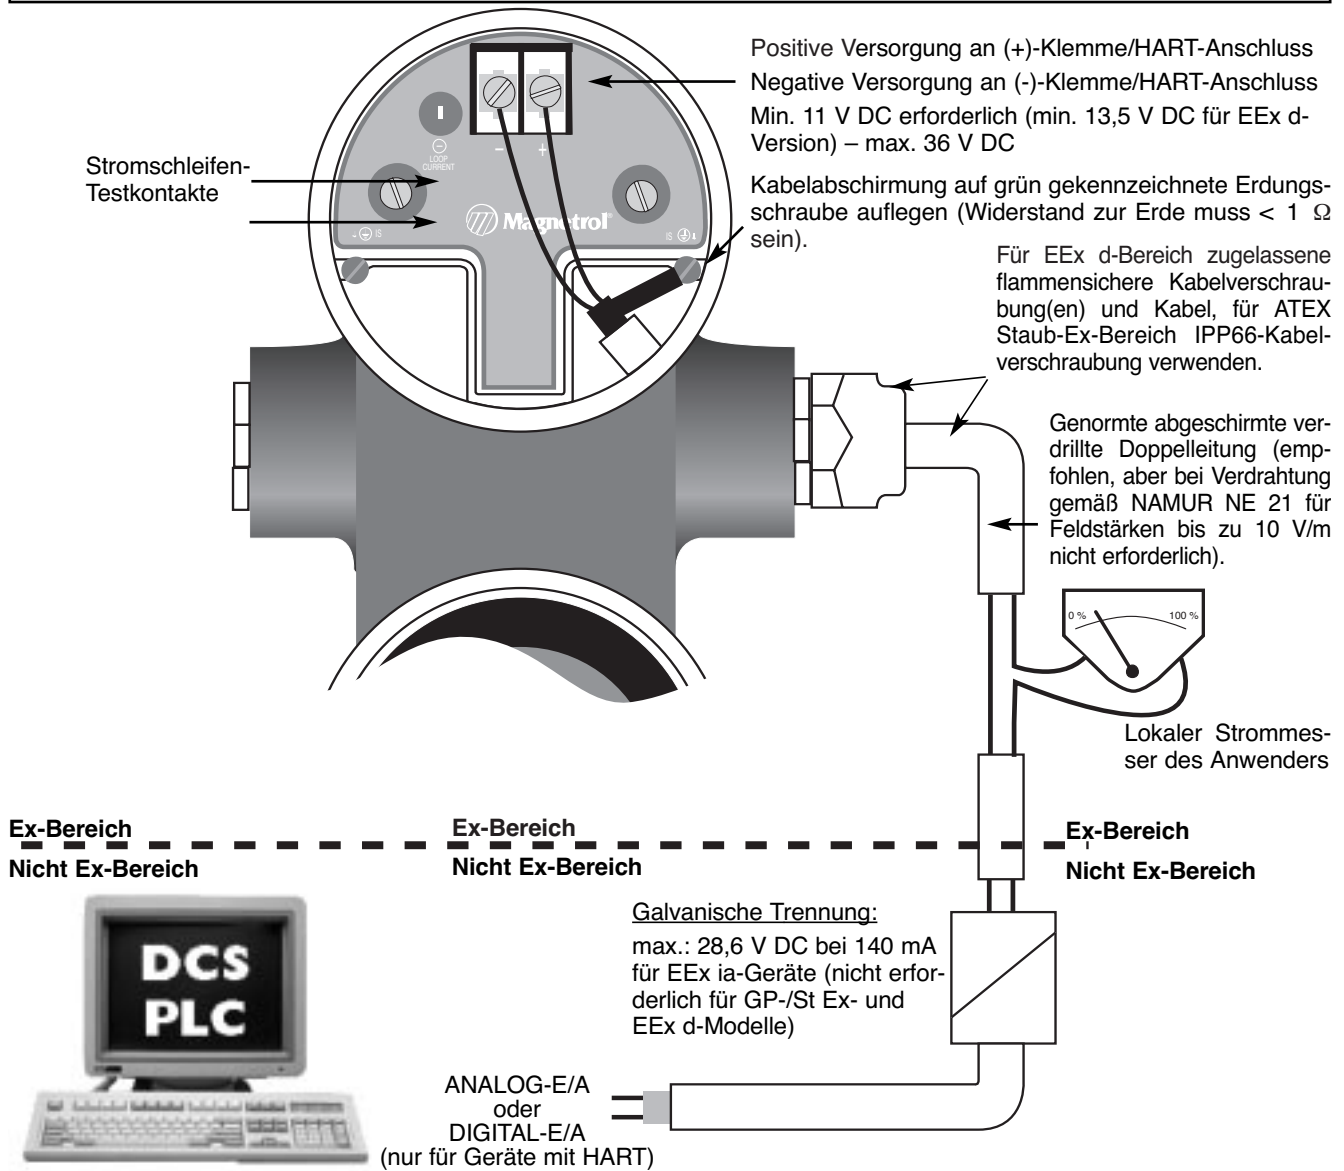 Positive Versorgung an (+)-Klemme/HART-Anschluss
Negative Versorgung an (-)-Klemme/HART-Anschluss
Min. 11 V DC erforderlich (min. 13,5 V DC für EEx d-
Version) – max. 36 V DC
Kabelabschirmung auf grün gekennzeichnete Erdungs-
schraube auflegen (Widerstand zur Erde muss < 1 Ω
sein).
Stromschleifen-
Testkontakte
- +
LOOP
CURRENT
Magnetrol
+ IS
IS
Für EEx d-Bereich zugelassene
flammensichere Kabelverschrau-
bung(en) und Kabel, für ATEX
Staub-Ex-Bereich IPP66-Kabel-
verschraubung verwenden.
Genormte abgeschirmte ver-
drillte Doppelleitung (emp-
fohlen, aber bei Verdrahtung
gemäß NAMUR NE 21 für
Feldstärken bis zu 10 V/m
nicht erforderlich).
0 % 100 %
Lokaler Strommes-
ser des Anwenders
Ex-Bereich Ex-Bereich Ex-Bereich
Nicht Ex-Bereich Nicht Ex-Bereich Nicht Ex-Bereich
DCS
PLC
Galvanische Trennung:
max.: 28,6 V DC bei 140 mA
für EEx ia-Geräte (nicht erfor-
derlich für GP-/St Ex- und
EEx d-Modelle)
ANALOG-E/A
oder
DIGITAL-E/A
(nur für Geräte mit HART)